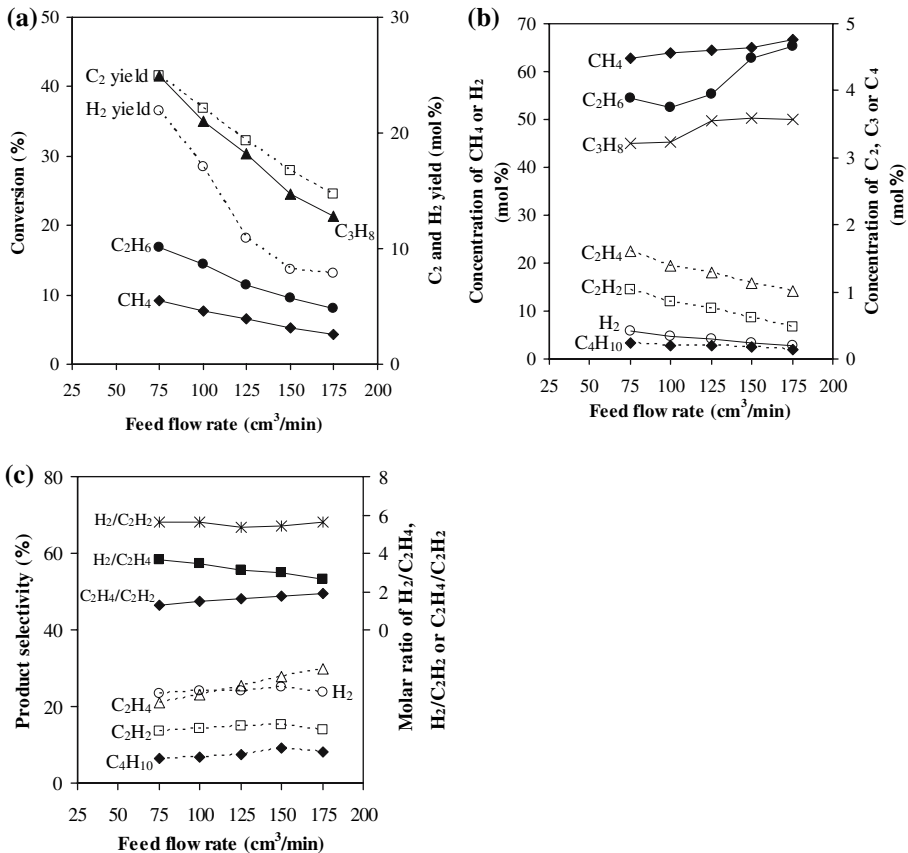 (a)
50
40
30
20
10
0
Conversion (%)
30
20
10
0
C₂ and H₂ yield (mol%)
C₂ yield
H₂ yield
C₃H₈
C₂H₆
CH₄
25 50 75 100 125 150 175 200
Feed flow rate (cm³/min)
(b)
80
70
60
50
40
30
20
10
0
Concentration of CH₄ or H₂
(mol%)
5
4
3
2
1
0
Concentration of C₂, C₃ or C₄
(mol%)
CH₄
C₂H₆
C₃H₈
C₂H₄
C₂H₂
H₂
C₄H₁₀
25 50 75 100 125 150 175 200
Feed flow rate (cm³/min)
(c)
80
60
40
20
0
Product selectivity (%)
8
6
4
2
0
Molar ratio of H₂/C₂H₄,
H₂/C₂H₂ or C₂H₄/C₂H₂
H₂/C₂H₂
H₂/C₂H₄
C₂H₄/C₂H₂
H₂
C₂H₄
C₂H₂
C₄H₁₀
25 50 75 100 125 150 175 200
Feed flow rate (cm³/min)